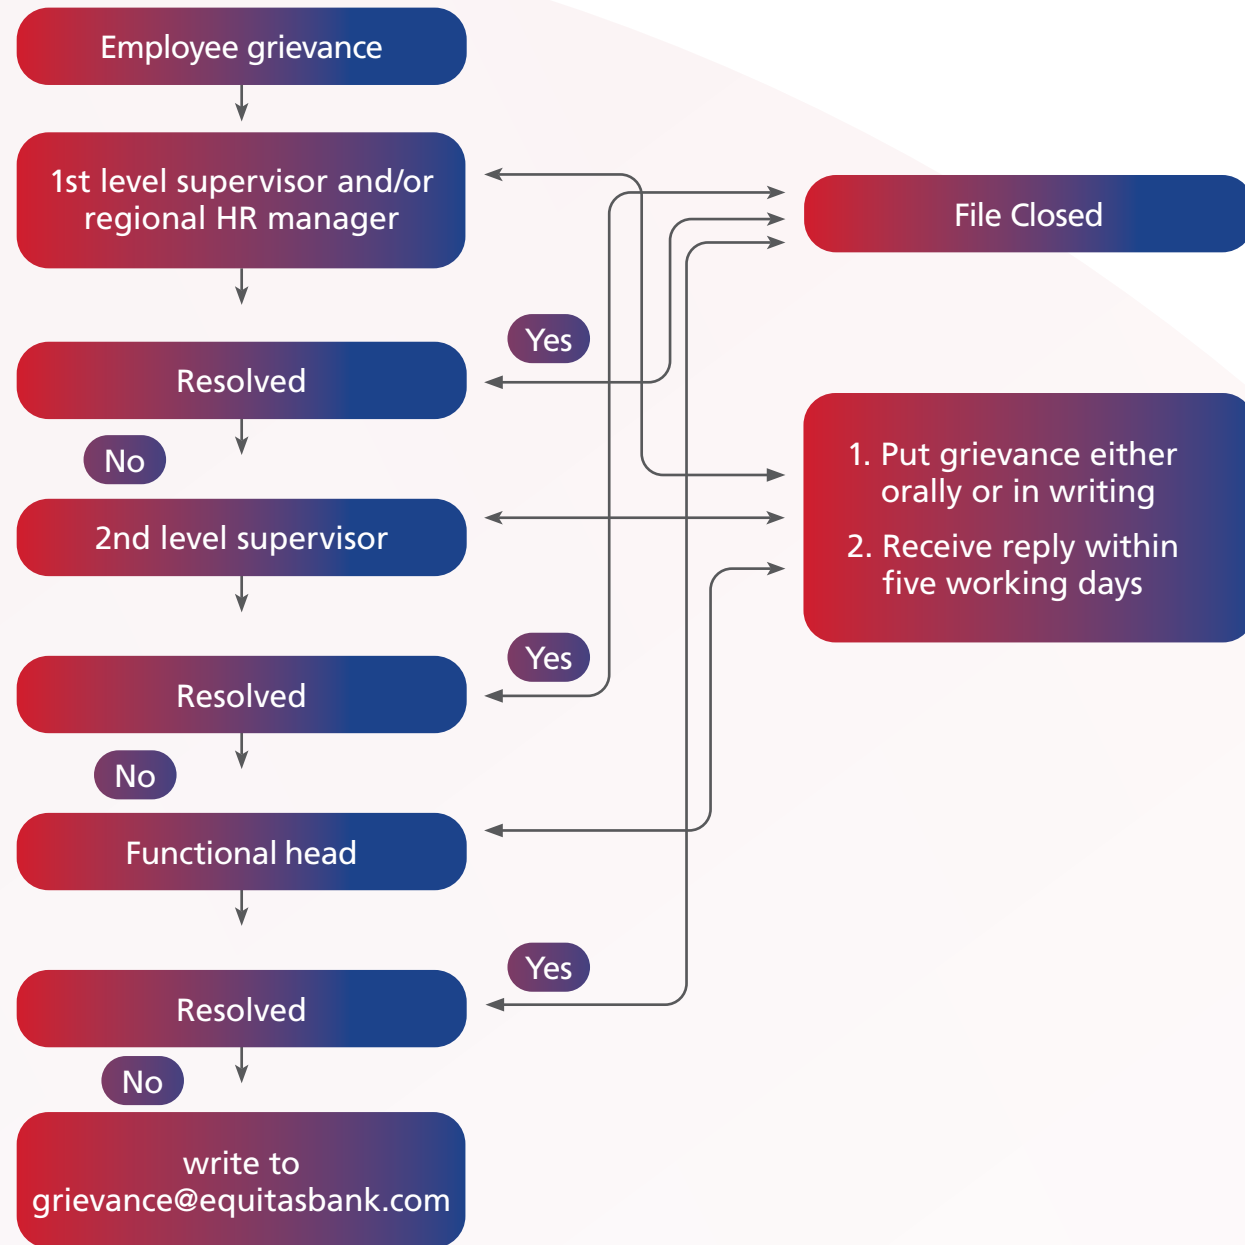 Employee grievance
1st level supervisor and/or
regional HR manager
File Closed
Yes
Resolved
No
1. Put grievance either
orally or in writing
2. Receive reply within
five working days
2nd level supervisor
Yes
Resolved
No
Functional head
Yes
Resolved
No
write to
grievance@equitasbank.com